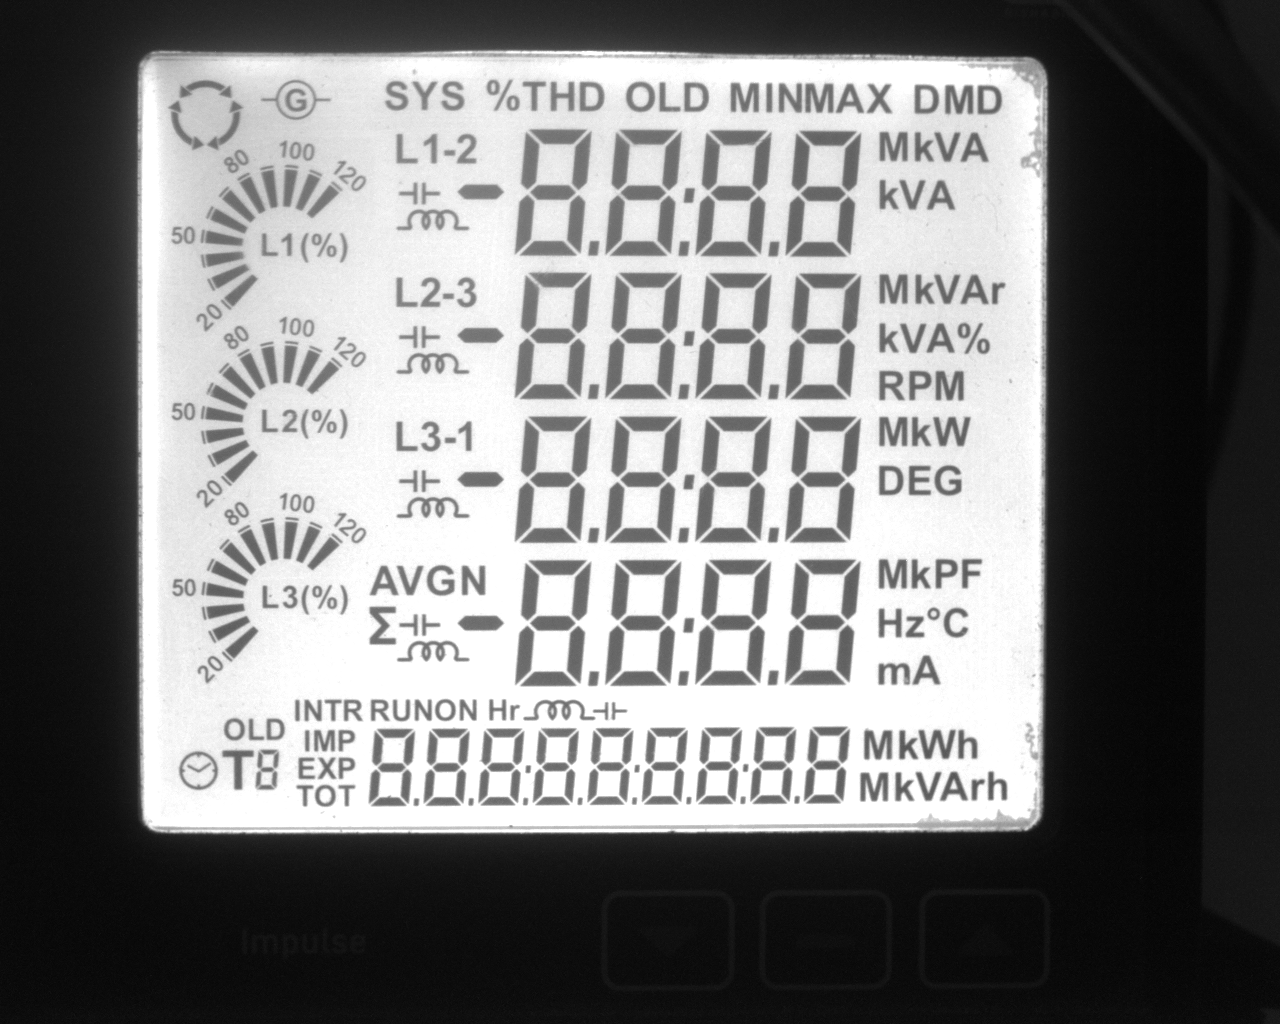 G SYS %THD OLD MINMAX DMD
L1-2 8.8:8.8 MkVA
kVA
20 50 80 100 120
L1(%)
L2-3 8.8:8.8 MkVAr
kVA%
RPM
20 50 80 100 120
L2(%)
L3-1 8.8:8.8 MkW
DEG
20 50 80 100 120
L3(%)
AVGN 8.8:8.8 MkPF
Σ Hz°C
mA
INTR RUNON Hr
OLD IMP MkWh
T8 EXP 8.8.8:8.8:8.8:8.8 MkVArh
TOT
Impulse